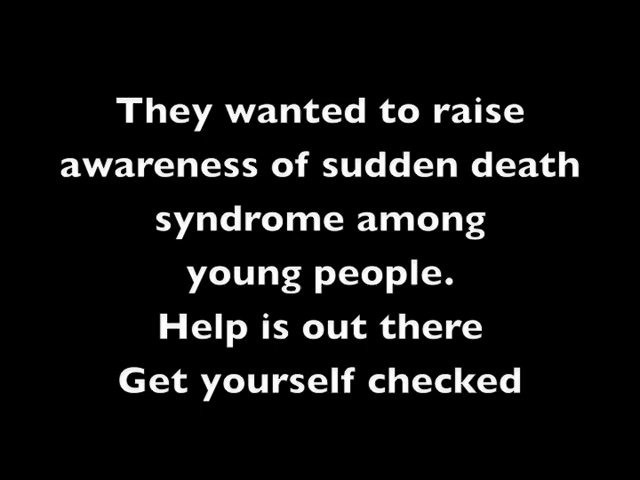 They wanted to raise
awareness of sudden death
syndrome among
young people.
Help is out there
Get yourself checked